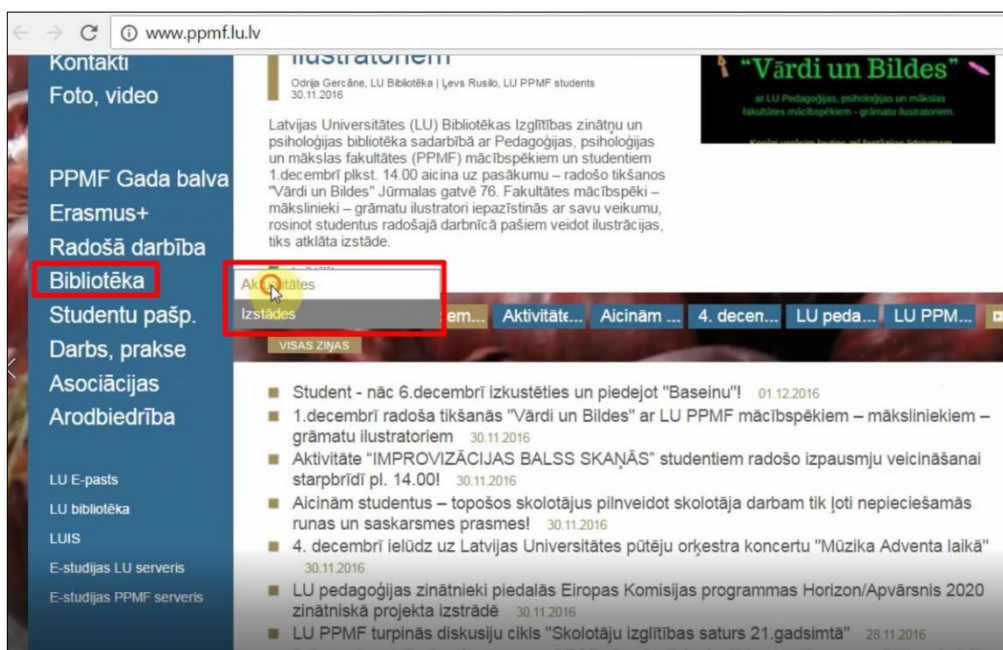 www.ppmf.lu.lv
Kontakti
Foto, video
PPMF Gada balva
Erasmus+
Radošā darbība
Bibliotēka
Studentu pašp.
Darbs, prakse
Asociācijas
Arodbiedrība
LU E-pasts
LU bibliotēka
LUIS
E-studijas LU serveris
E-studijas PPMF serveris
ilustratoriem
Odrija Gercāne, LU Bibliotēka | Ļevs Rusilo, LU PPMF students
30.11.2016
Latvijas Universitātes (LU) Bibliotēkas Izglītības zinātņu un
psiholoģijas bibliotēka sadarbībā ar Pedagoģijas, psiholoģijas
un mākslas fakultātes (PPMF) mācībspēkiem un studentiem
1.decembrī plkst. 14.00 aicina uz pasākumu – radošo tikšanos
"Vārdi un Bildes" Jūrmalas gatvē 76. Fakultātes mācībspēki –
mākslinieki – grāmatu ilustratori iepazīstinās ar savu veikumu,
rosinot studentus radošajā darbnīcā pašiem veidot ilustrācijas,
tiks atklāta izstāde.
“Vārdi un Bildes”
ar LU Pedagoģijas, psiholoģijas un mākslas
fakultātes mācībspēkiem - grāmatu ilustratoriem.
Aktualitātes
Izstādes
em... Aktivitāt... Aicinām ... 4. decen... LU peda... LU PPM...
VISAS ZIŅAS
Student - nāc 6.decembrī izkustēties un piedejot "Baseinu"! 01.12.2016
1.decembrī radoša tikšanās "Vārdi un Bildes" ar LU PPMF mācībspēkiem – māksliniekiem –
grāmatu ilustratoriem 30.11.2016
Aktivitāte “IMPROVIZĀCIJAS BALSS SKAŅĀS” studentiem radošo izpausmju veicināšanai
starpbrīdī pl. 14.00! 30.11.2016
Aicinām studentus – topošos skolotājus pilnveidot skolotāja darbam tik ļoti nepieciešamās
runas un saskarsmes prasmes! 30.11.2016
4. decembrī ielūdz uz Latvijas Universitātes pūtēju orķestra koncertu "Mūzika Adventa laikā"
30.11.2016
LU pedagoģijas zinātnieki piedalās Eiropas Komisijas programmas Horizon/Apvārsnis 2020
zinātniskā projekta izstrādē 30.11.2016
LU PPMF turpinās diskusiju cikls "Skolotāju izglītības saturs 21.gadsimtā" 28.11.2016